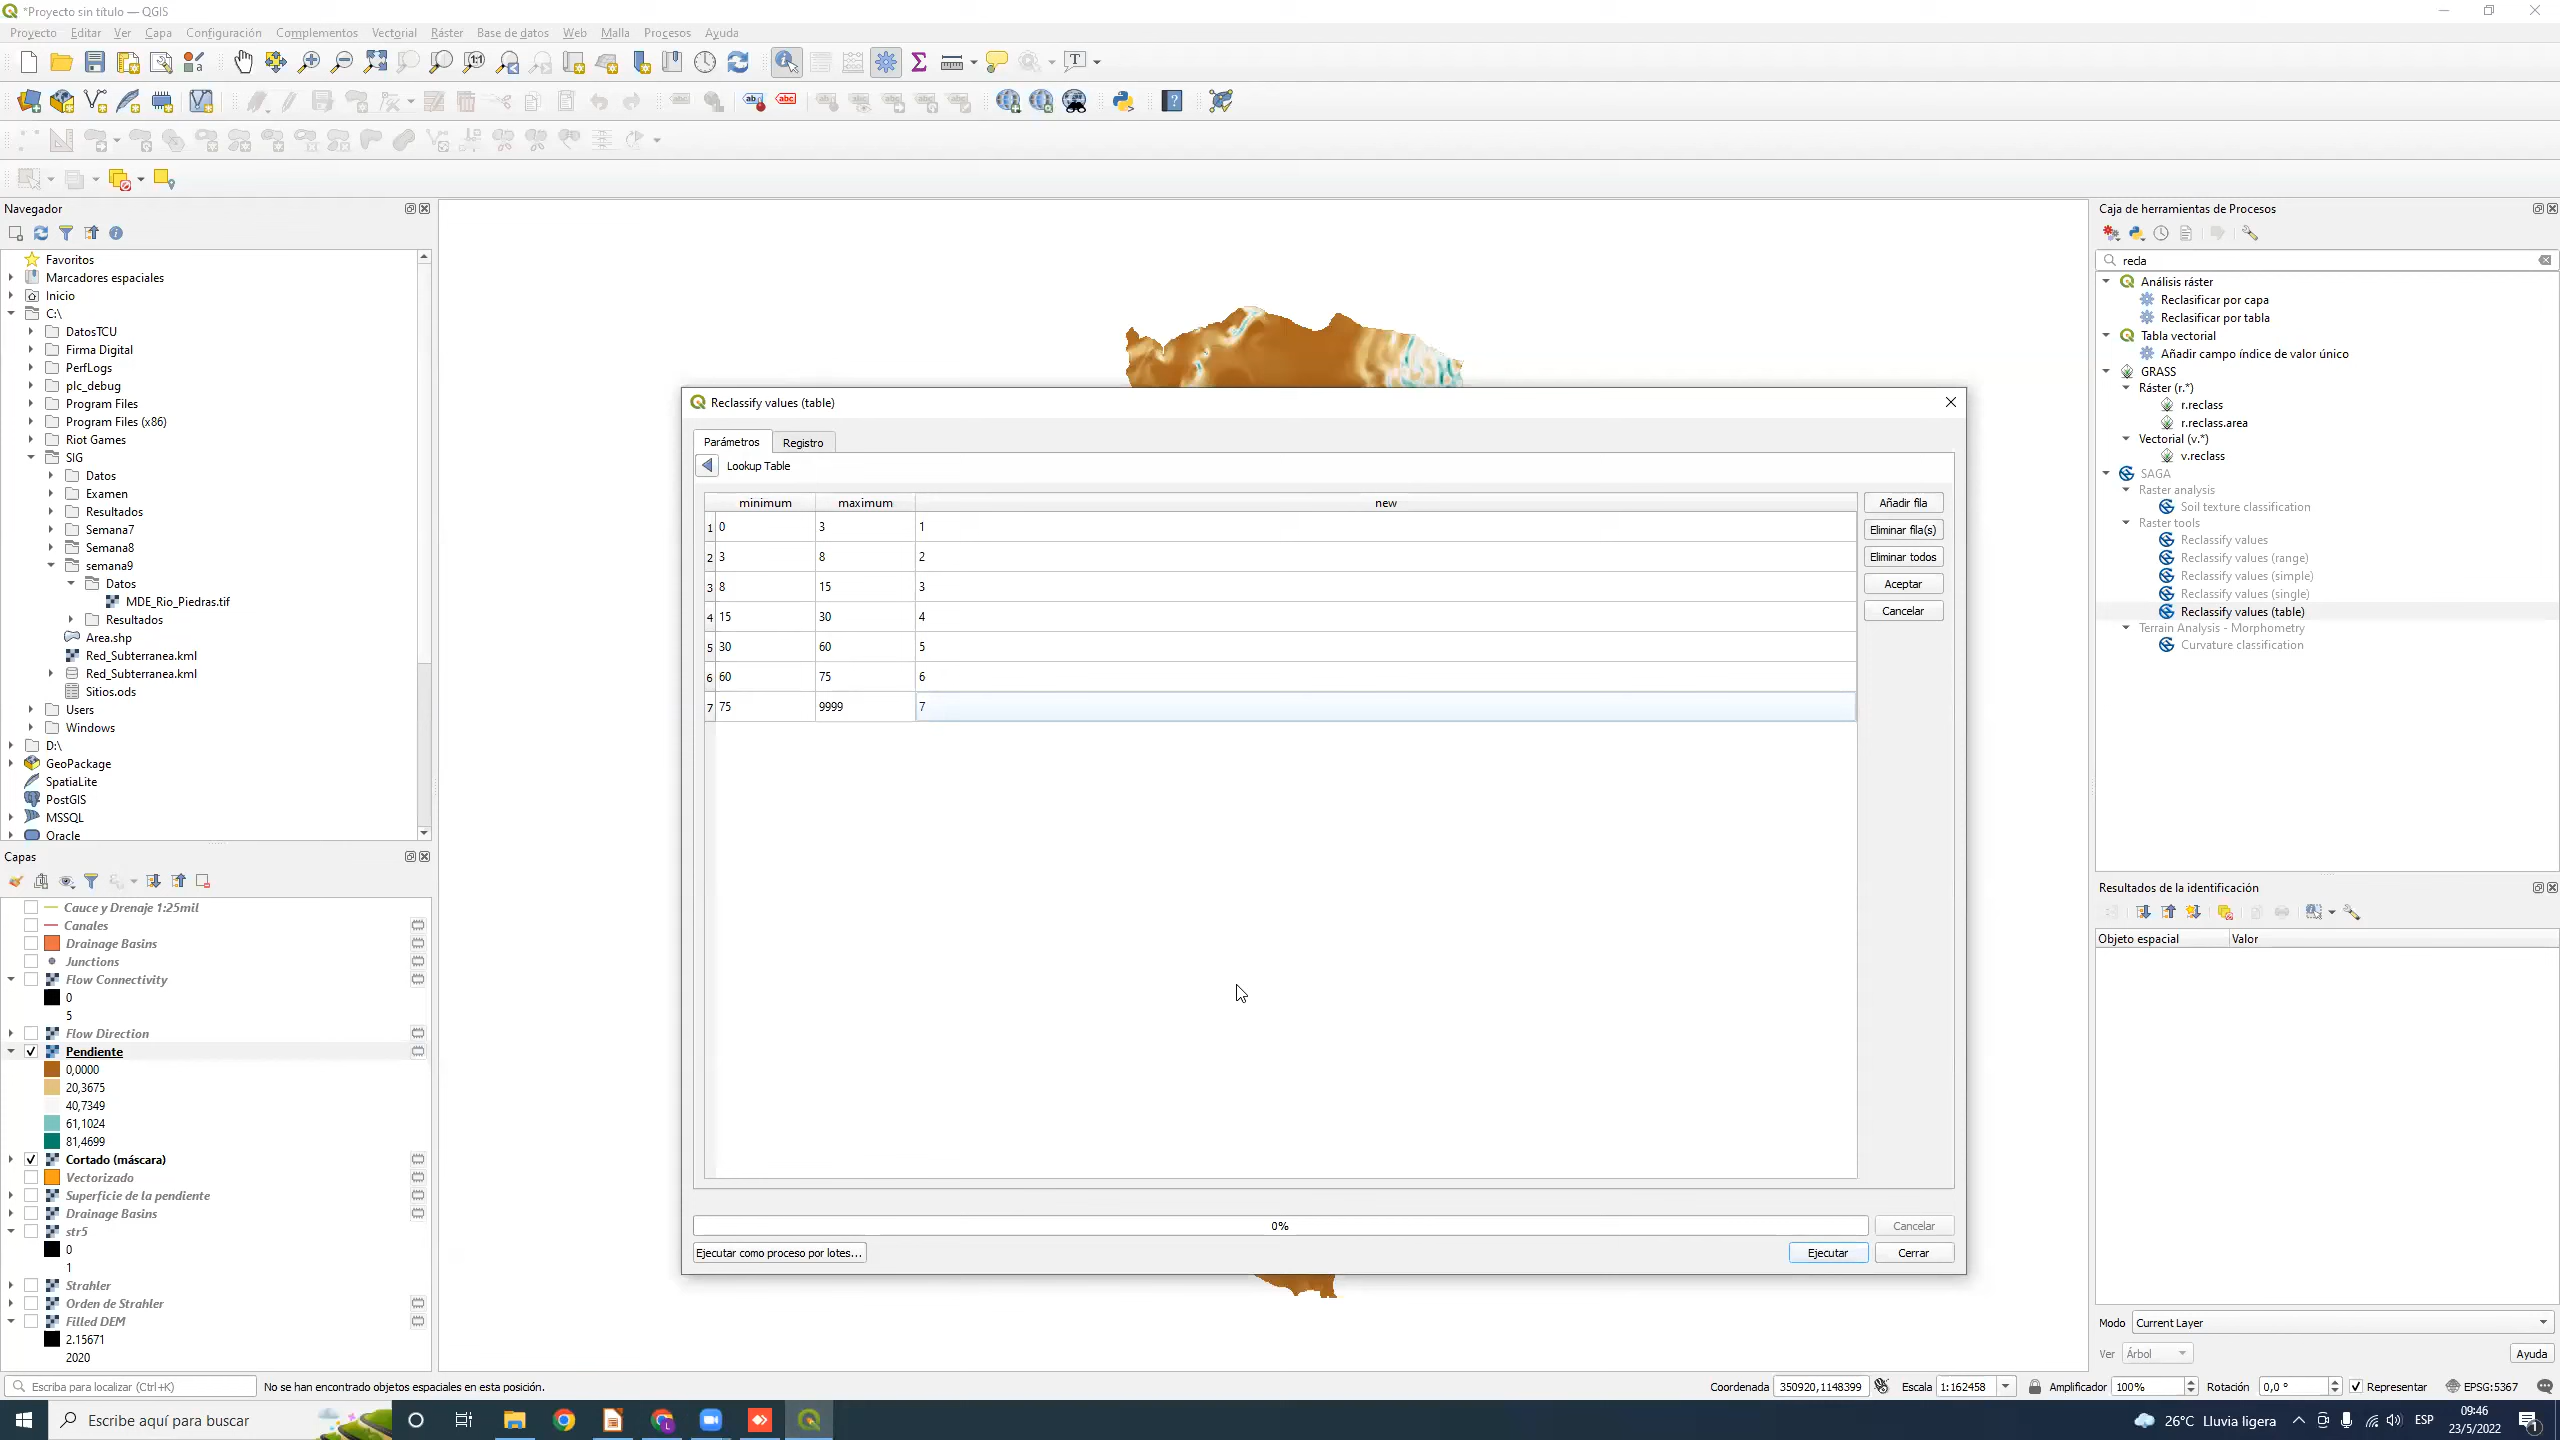 *Proyecto sin título — QGIS
Proyecto Editar Ver Capa Configuración Complementos Vectorial Ráster Base de datos Web Malla Procesos Ayuda
Navegador
Favoritos
Marcadores espaciales
Inicio
C:\
DatosTCU
Firma Digital
PerfLogs
plc_debug
Program Files
Program Files (x86)
Riot Games
SIG
Datos
Examen
Resultados
Semana7
Semana8
semana9
Datos
MDE_Rio_Piedras.tif
Resultados
Area.shp
Red_Subterranea.kml
Red_Subterranea.kml
Sitios.ods
Users
Windows
D:\
GeoPackage
SpatiaLite
PostGIS
MSSQL
Oracle
Capas
Cauce y Drenaje 1:25mil
Canales
Drainage Basins
Junctions
Flow Connectivity
0
5
Flow Direction
Pendiente
0,0000
20,3675
40,7349
61,1024
81,4699
Cortado (máscara)
Vectorizado
Superficie de la pendiente
Drainage Basins
str5
0
1
Strahler
Orden de Strahler
Filled DEM
2.15671
2020
Reclassify values (table)
Parámetros Registro
Lookup Table
minimum maximum new
1 0 3 1
2 3 8 2
3 8 15 3
4 15 30 4
5 30 60 5
6 60 75 6
7 75 9999 7
Añadir fila
Eliminar fila(s)
Eliminar todos
Aceptar
Cancelar
0%
Cancelar
Ejecutar como proceso por lotes...
Ejecutar
Cerrar
Caja de herramientas de Procesos
recla
Análisis ráster
Reclasificar por capa
Reclasificar por tabla
Tabla vectorial
Añadir campo índice de valor único
GRASS
Ráster (r.*)
r.reclass
r.reclass.area
Vectorial (v.*)
v.reclass
SAGA
Raster analysis
Soil texture classification
Raster tools
Reclassify values
Reclassify values (range)
Reclassify values (simple)
Reclassify values (single)
Reclassify values (table)
Terrain Analysis - Morphometry
Curvature classification
Resultados de la identificación
Objeto espacial Valor
Modo Current Layer
Ver Árbol
Ayuda
Escriba para localizar (Ctrl+K) No se han encontrado objetos espaciales en esta posición. Coordenada 350920,1148399 Escala 1:162458 Amplificador 100% Rotación 0,0 ° Representar EPSG:5367
Escribe aquí para buscar
26°C Lluvia ligera
ESP
09:46
23/5/2022
1